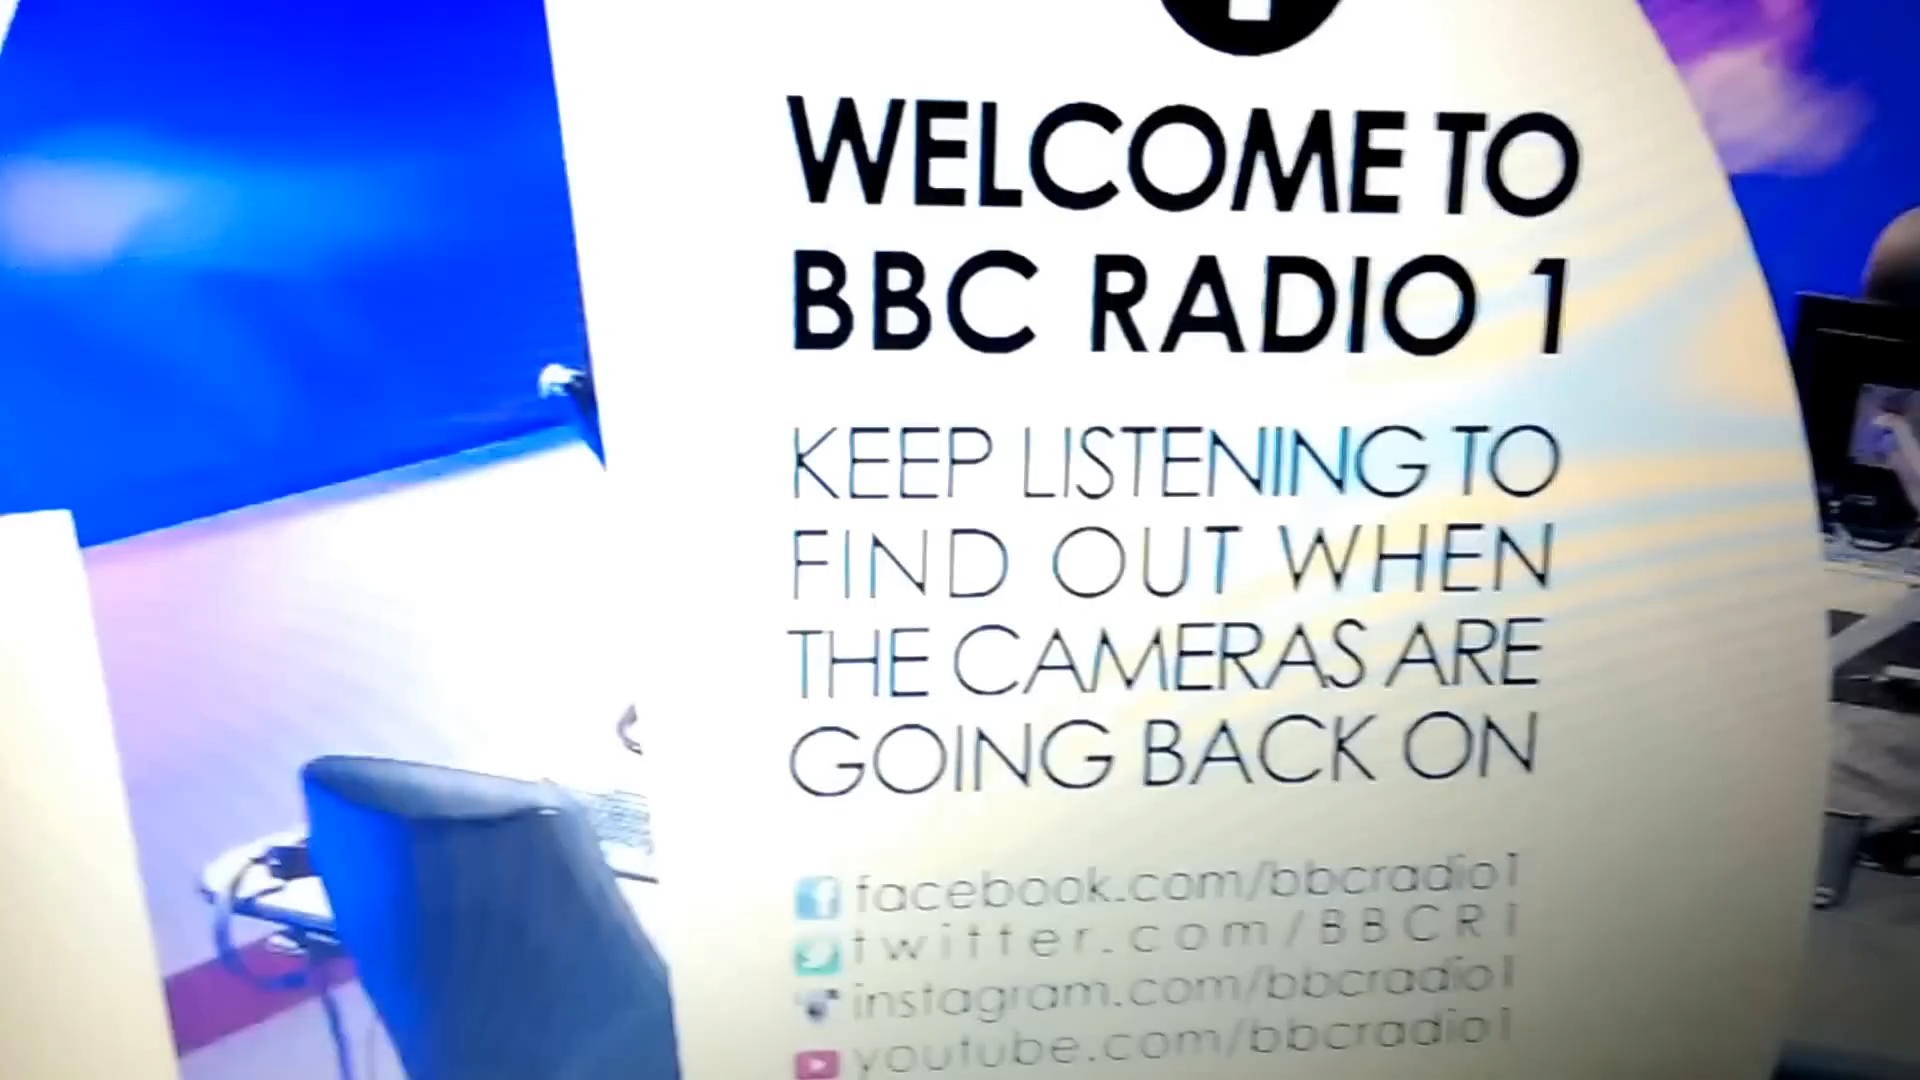 WELCOME TO
BBC RADIO 1
KEEP LISTENING TO
FIND OUT WHEN
THE CAMERAS ARE
GOING BACK ON
facebook.com/bbcradio1
twitter.com/BBCR1
instagram.com/bbcradio1
youtube.com/bbcradio1